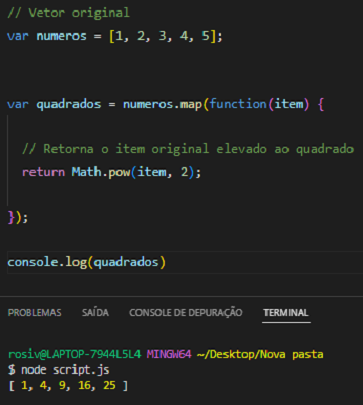 // Vetor original
var numeros = [1, 2, 3, 4, 5];
var quadrados = numeros.map(function(item) {
// Retorna o item original elevado ao quadrado
return Math.pow(item, 2);
});
console.log(quadrados)
PROBLEMAS SAÍDA CONSOLE DE DEPURAÇÃO TERMINAL
rosiv@LAPTOP-7944L5L4 MINGW64 ~/Desktop/Nova pasta
$ node script.js
[ 1, 4, 9, 16, 25 ]